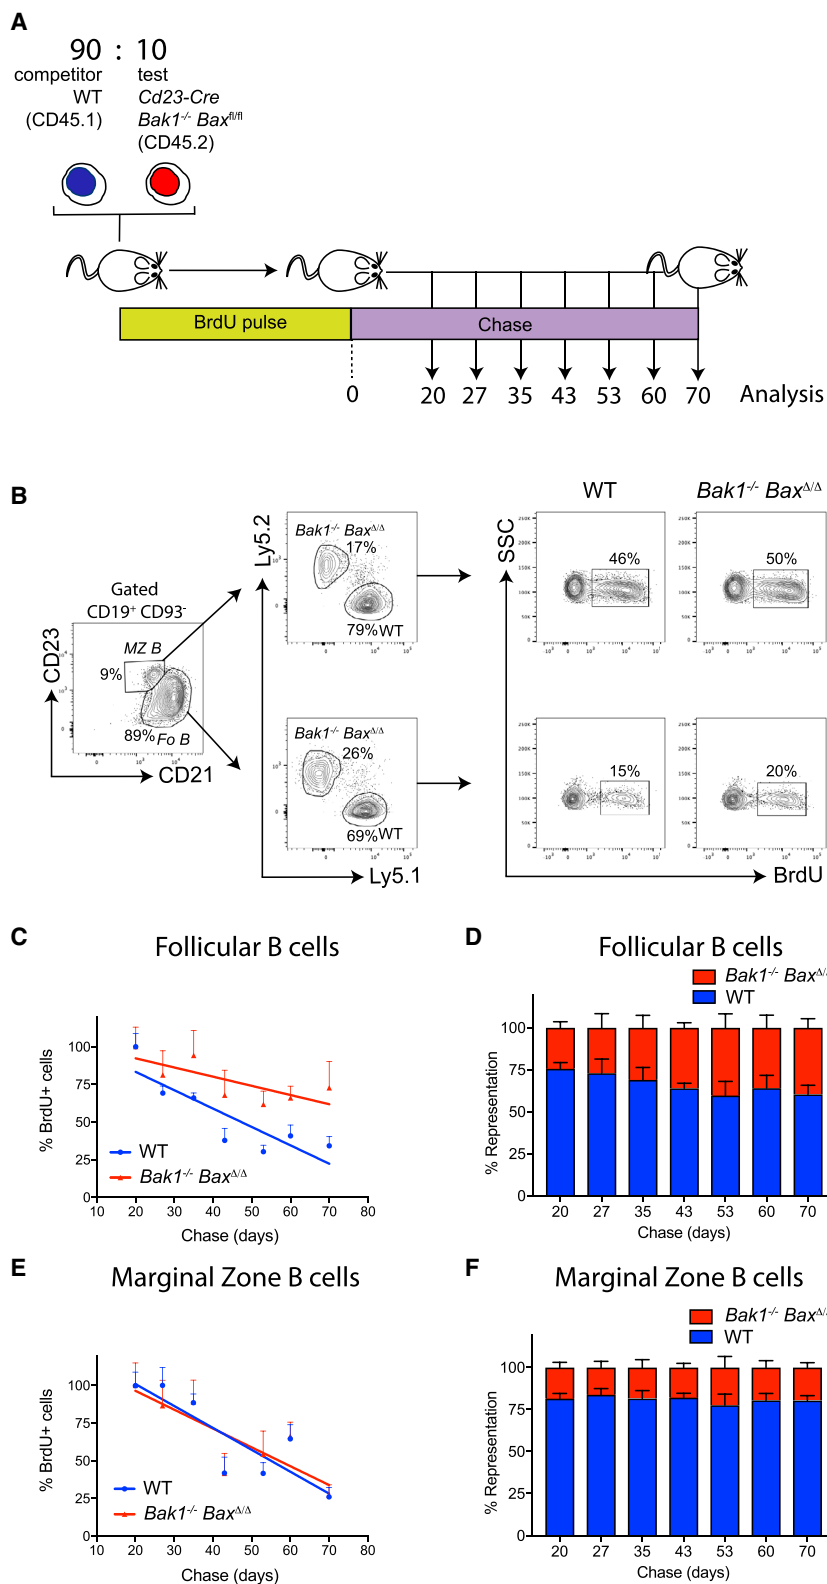 A
90 : 10
competitor test
WT Cd23-Cre
(CD45.1) Bak1-/- Baxfl/fl
(CD45.2)
BrdU pulse
Chase
0 20 27 35 43 53 60 70 Analysis
B
WT Bak1-/- BaxΔ/Δ
Gated
CD19+ CD93-
CD23
MZ B
9%
89% Fo B
CD21
Ly5.2
Bak1-/- BaxΔ/Δ
17%
79% WT
Bak1-/- BaxΔ/Δ
26%
69% WT
Ly5.1
SSC
46%
50%
15%
20%
BrdU
C
Follicular B cells
% BrdU+ cells
100
75
50
25
0
WT
Bak1-/- BaxΔ/Δ
10 20 30 40 50 60 70 80
Chase (days)
D
Follicular B cells
Bak1-/- BaxΔ/
WT
% Representation
100
75
50
25
0
20 27 35 43 53 60 70
Chase (days)
E
Marginal Zone B cells
% BrdU+ cells
100
75
50
25
0
WT
Bak1-/- BaxΔ/Δ
10 20 30 40 50 60 70 80
Chase (days)
F
Marginal Zone B cells
Bak1-/- BaxΔ/
WT
% Representation
100
75
50
25
0
20 27 35 43 53 60 70
Chase (days)